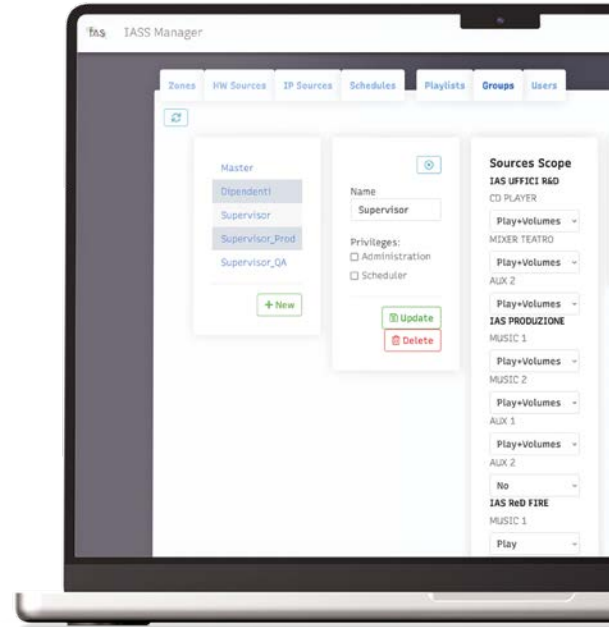 fas IASS Manager
Zones HW Sources IP Sources Schedules Playlists Groups Users
Master
Dipendenti
Supervisor
Supervisor_Prod
Supervisor_QA
+ New
Name
Supervisor
Privileges:
Administration
Scheduler
Update
Delete
Sources Scope
IAS UFFICI R&D
CD PLAYER
Play+Volumes
MIXER TEATRO
Play+Volumes
AUX 2
Play+Volumes
IAS PRODUZIONE
MUSIC 1
Play+Volumes
MUSIC 2
Play+Volumes
AUX 1
Play+Volumes
AUX 2
No
IAS ReD FIRE
MUSIC 1
Play